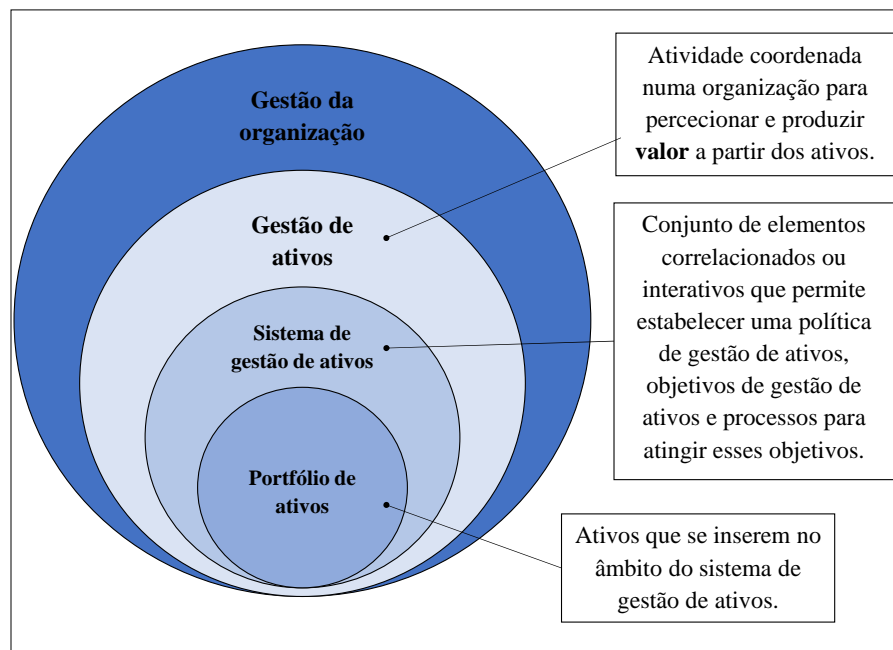 Gestão da
organização
Gestão de
ativos
Sistema de
gestão de ativos
Portfólio de
ativos
Atividade coordenada
numa organização para
percecionar e produzir
valor a partir dos ativos.
Conjunto de elementos
correlacionados ou
interativos que permite
estabelecer uma política
de gestão de ativos,
objetivos de gestão de
ativos e processos para
atingir esses objetivos.
Ativos que se inserem no
âmbito do sistema de
gestão de ativos.